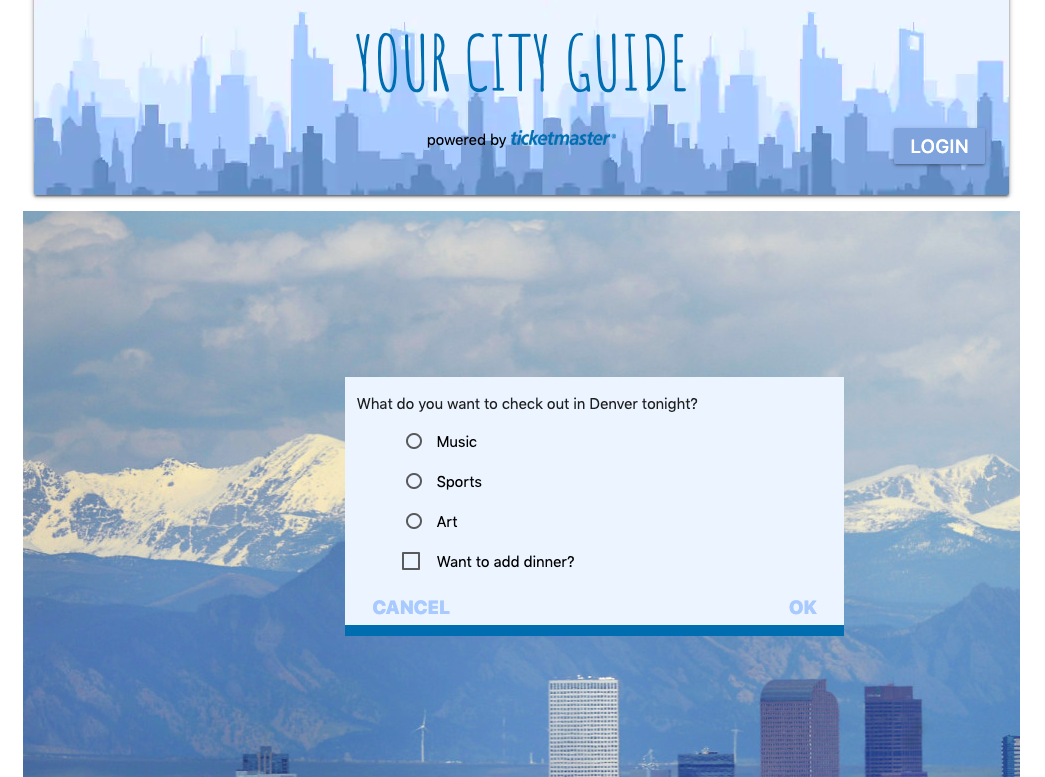 YOUR CITY GUIDE
powered by ticketmaster®
LOGIN
What do you want to check out in Denver tonight?
Music
Sports
Art
Want to add dinner?
CANCEL OK